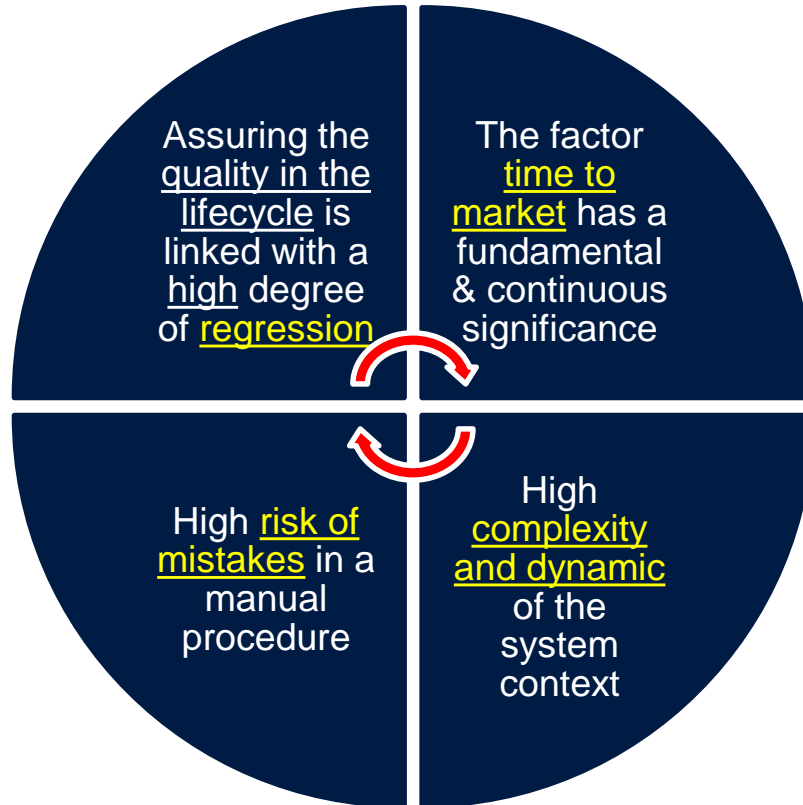 Assuring the
quality in the
lifecycle is
linked with a
high degree
of regression
The factor
time to
market has a
fundamental
& continuous
significance
High risk of
mistakes in a
manual
procedure
High
complexity
and dynamic
of the
system
context